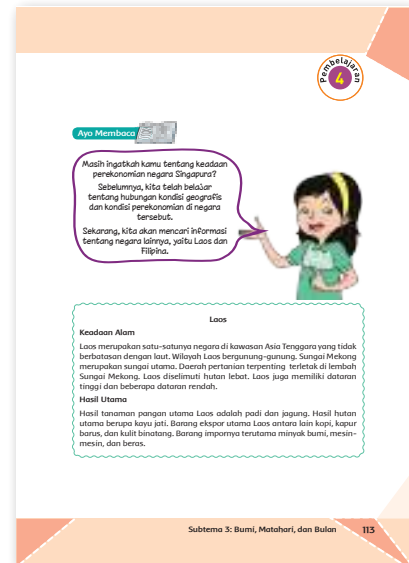 Pembelajaran
4
Ayo Membaca
Masih ingatkah kamu tentang keadaan
perekonomian negara Singapura?
Sebelumnya, kita telah belajar
tentang hubungan kondisi geografis
dan kondisi perekonomian di negara
tersebut.
Sekarang, kita akan mencari informasi
tentang negara lainnya, yaitu Laos dan
Filipina.
Laos
Keadaan Alam
Laos merupakan satu-satunya negara di kawasan Asia Tenggara yang tidak
berbatasan dengan laut. Wilayah Laos bergunung-gunung. Sungai Mekong
merupakan sungai utama. Daerah pertanian terpenting terletak di lembah
Sungai Mekong. Laos diselimuti hutan lebat. Laos juga memiliki dataran
tinggi dan beberapa dataran rendah.
Hasil Utama
Hasil tanaman pangan utama Laos adalah padi dan jagung. Hasil hutan
utama berupa kayu jati. Barang ekspor utama Laos antara lain kopi, kapur
barus, dan kulit binatang. Barang impornya terutama minyak bumi, mesin-
mesin, dan beras.
Subtema 3: Bumi, Matahari, dan Bulan 113